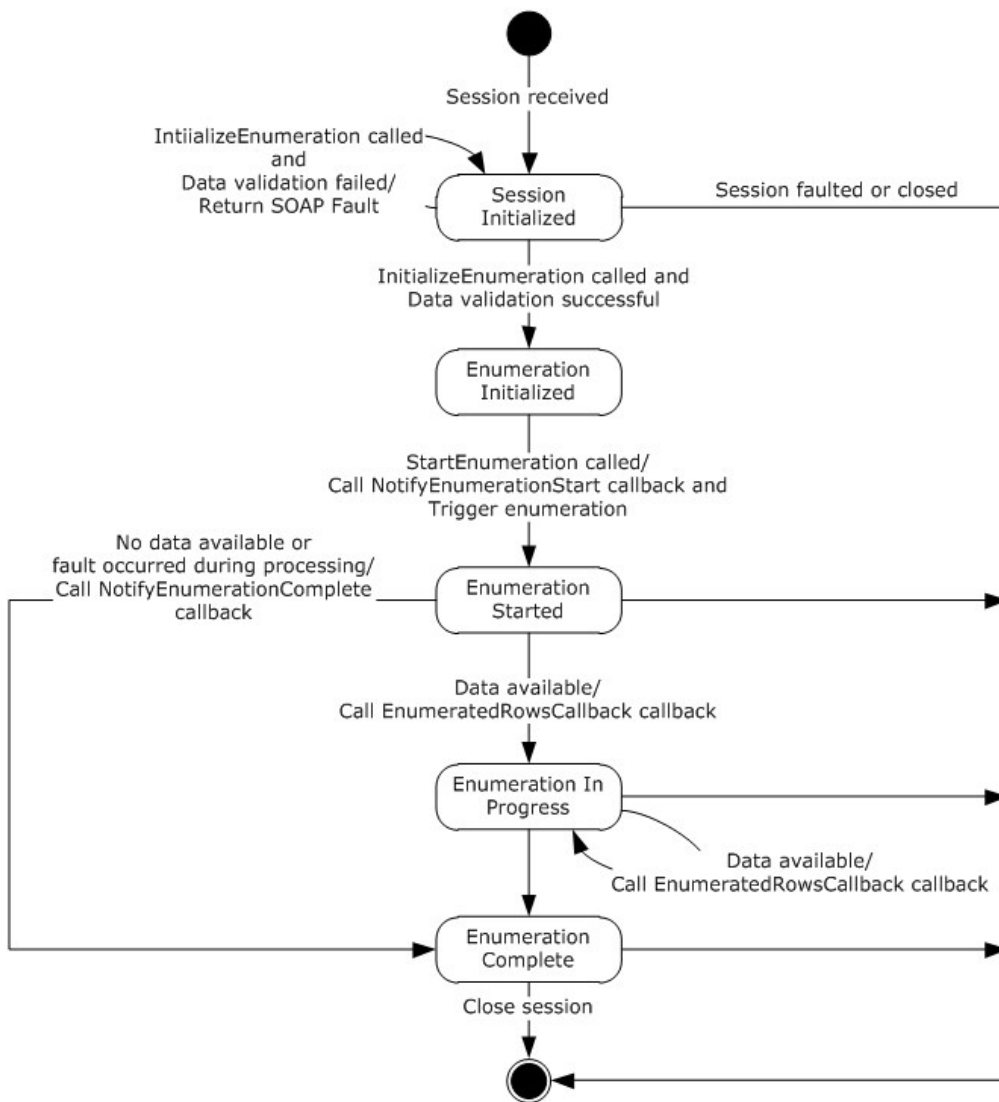 Session received
IntiializeEnumeration called
and
Data validation failed/
Return SOAP Fault
Session
Initialized
Session faulted or closed
InitializeEnumeration called and
Data validation successful
Enumeration
Initialized
StartEnumeration called/
Call NotifyEnumerationStart callback and
Trigger enumeration
No data available or
fault occurred during processing/
Call NotifyEnumerationComplete
callback
Enumeration
Started
Data available/
Call EnumeratedRowsCallback callback
Enumeration In
Progress
Data available/
Call EnumeratedRowsCallback callback
Enumeration
Complete
Close session